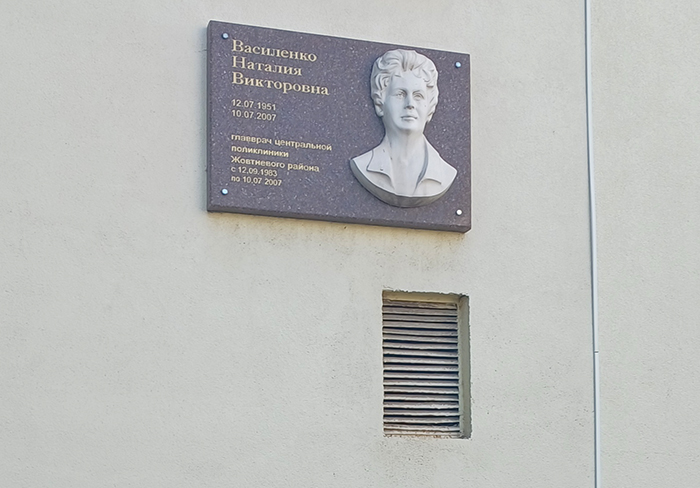 Василенко
Наталия
Викторовна
12.07.1951
10.07.2007
главврач центральной
поликлиники
Жовтневого района
с 12.09.1983
по 10.07.2007